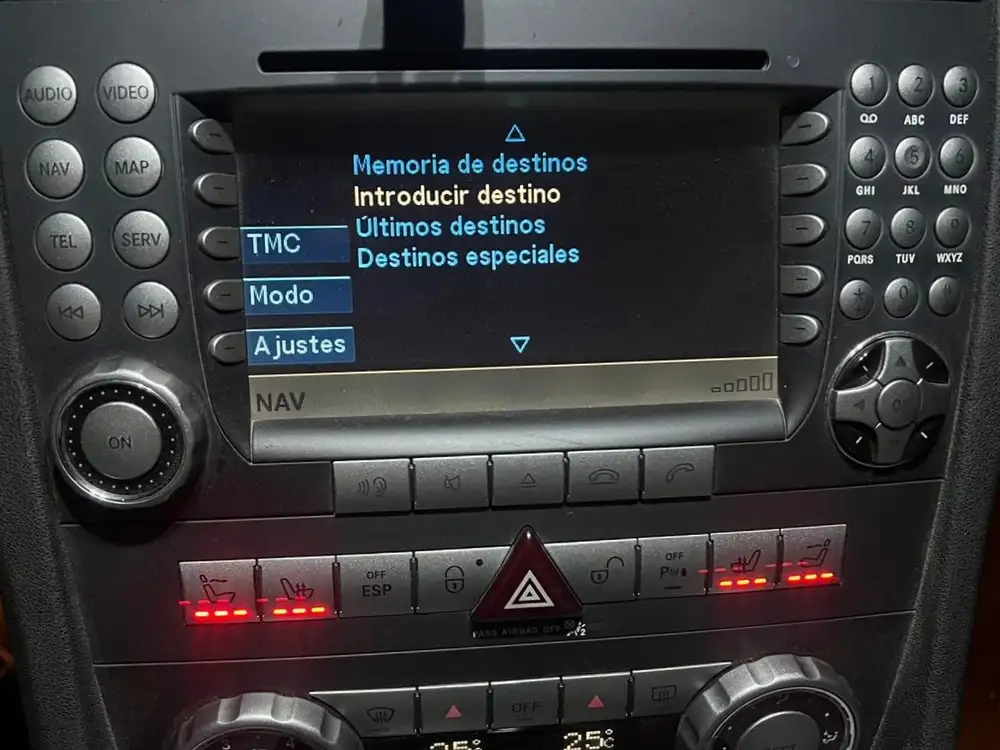 AUDIO
VIDEO
NAV
MAP
TEL
SERV
ON
Memoria de destinos
Introducir destino
Últimos destinos
Destinos especiales
TMC
Modo
Ajustes
NAV
1 2 3
ABC DEF
4 5 6
GHI JKL MNO
7 8 9
PQRS TUV WXYZ
* 0 #
OK
OFF
ESP
OFF
P
PASS AIRBAG OFF
OFF
25°C
25°C